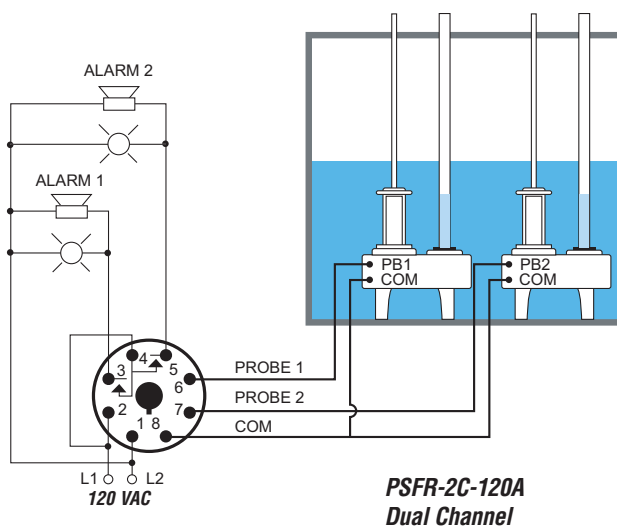 ALARM 2
ALARM 1
PB1
COM
PB2
COM
3
4
5
6
2
1
8
7
PROBE 1
PROBE 2
COM
L1
L2
120 VAC
PSFR-2C-120A
Dual Channel